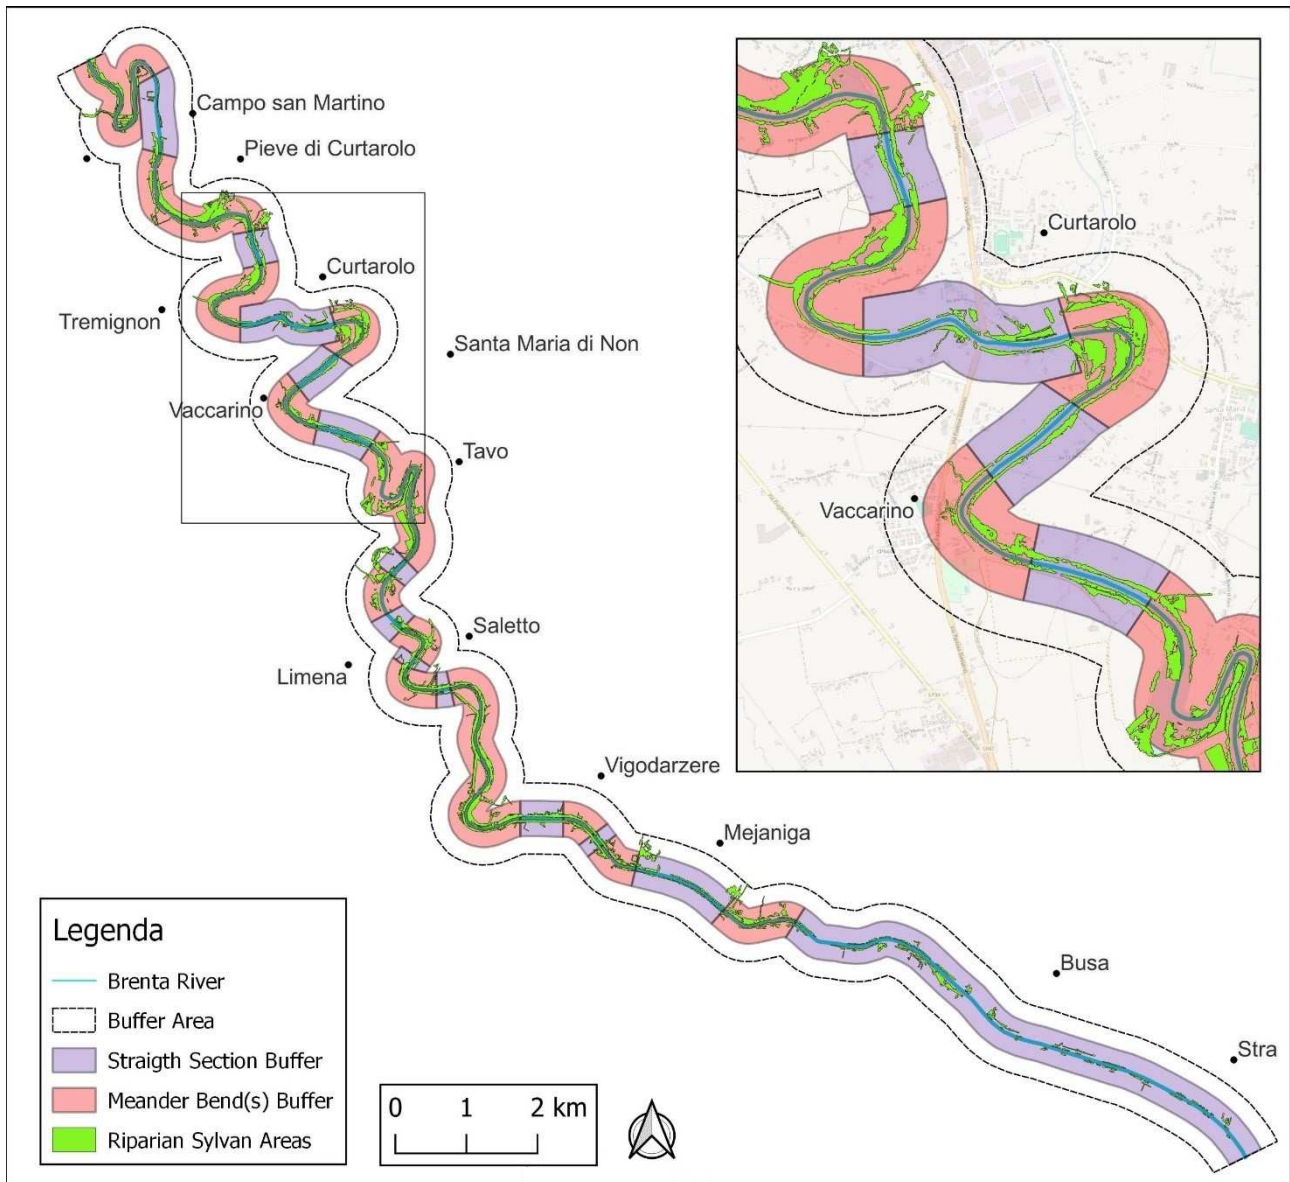 Campo san Martino
Pieve di Curtarolo
Curtarolo
Tremignon
Santa Maria di Non
Vaccarino
Tavo
Saletto
Limena
Vigodarzere
Mejaniga
Busa
Stra
Curtarolo
Vaccarino
Legenda
Brenta River
Buffer Area
Straigth Section Buffer
Meander Bend(s) Buffer
Riparian Sylvan Areas
0 1 2 km